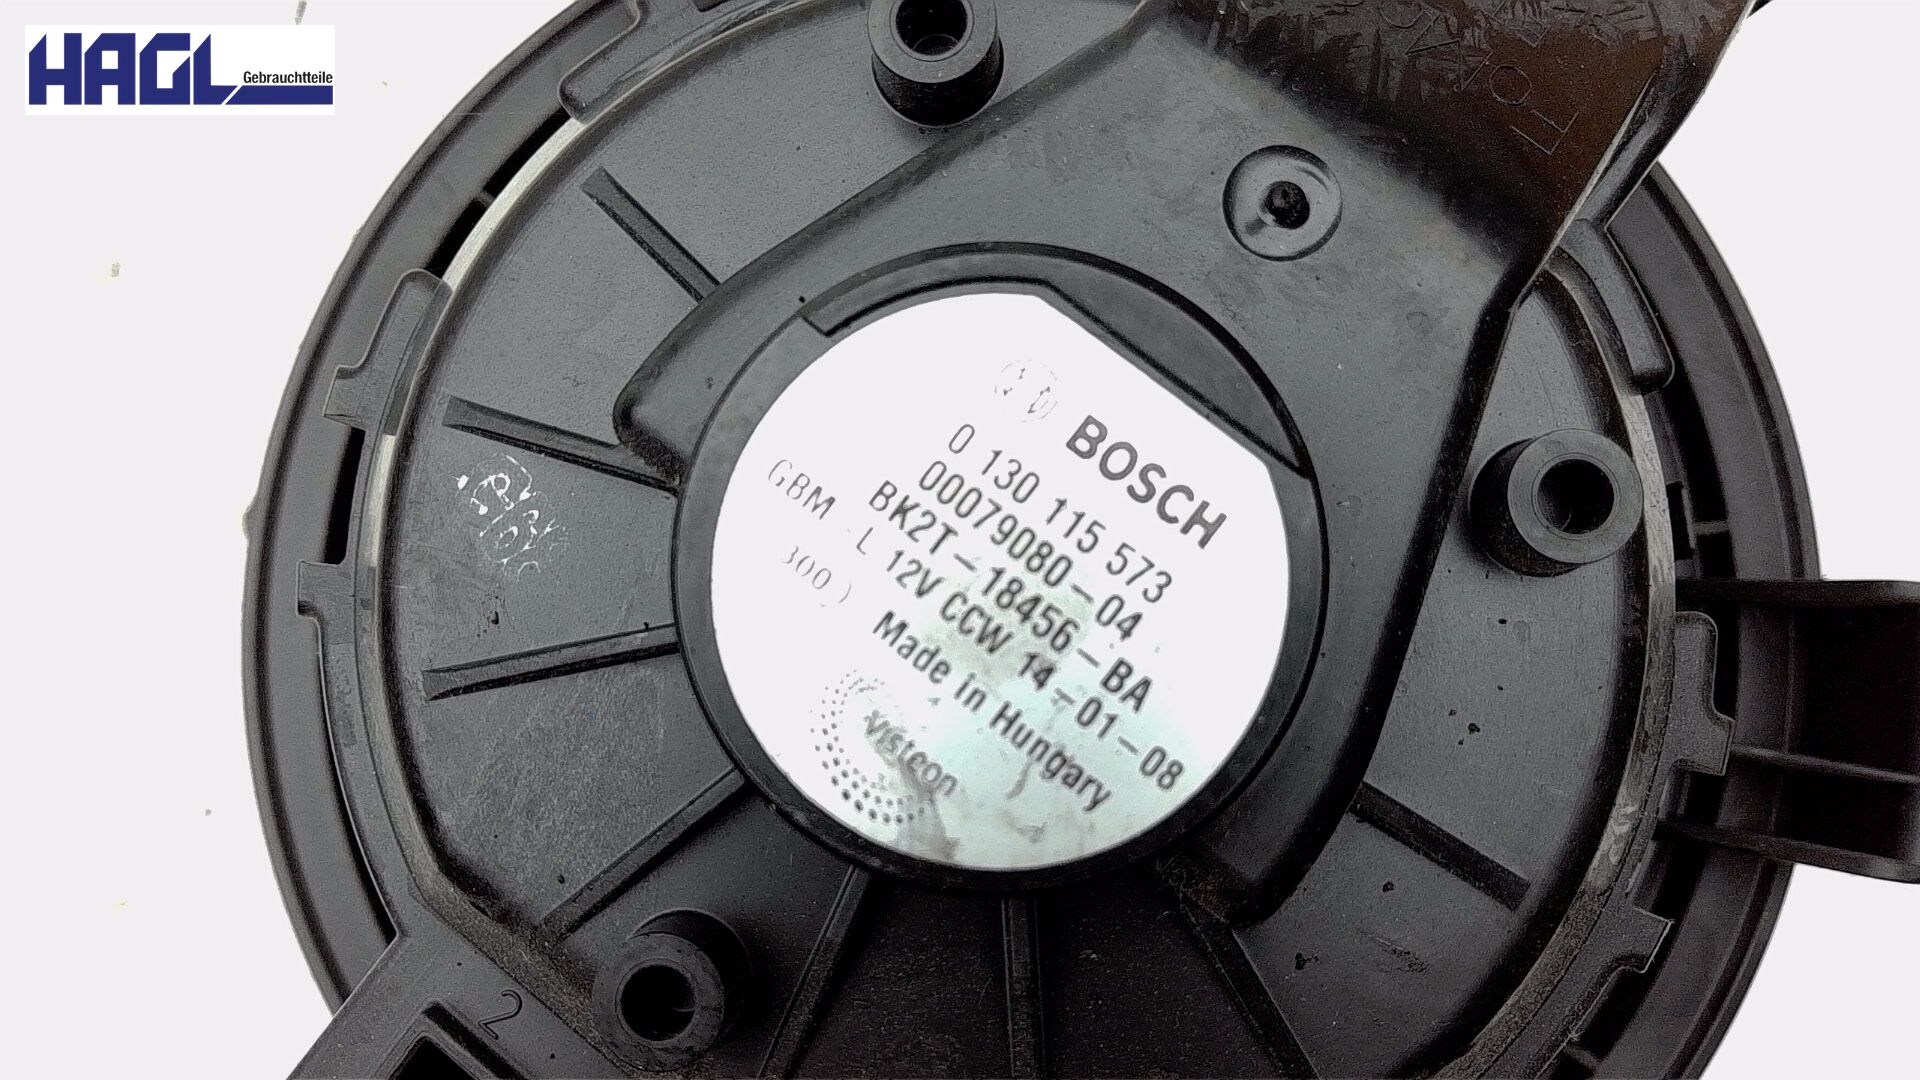 HAGL
Gebrauchtteile
BOSCH
0 130 115 573
00079080-04
BK2T-18456-BA
GBM -L 12V CCW 14-01-08
300 Made in Hungary
visteon
2